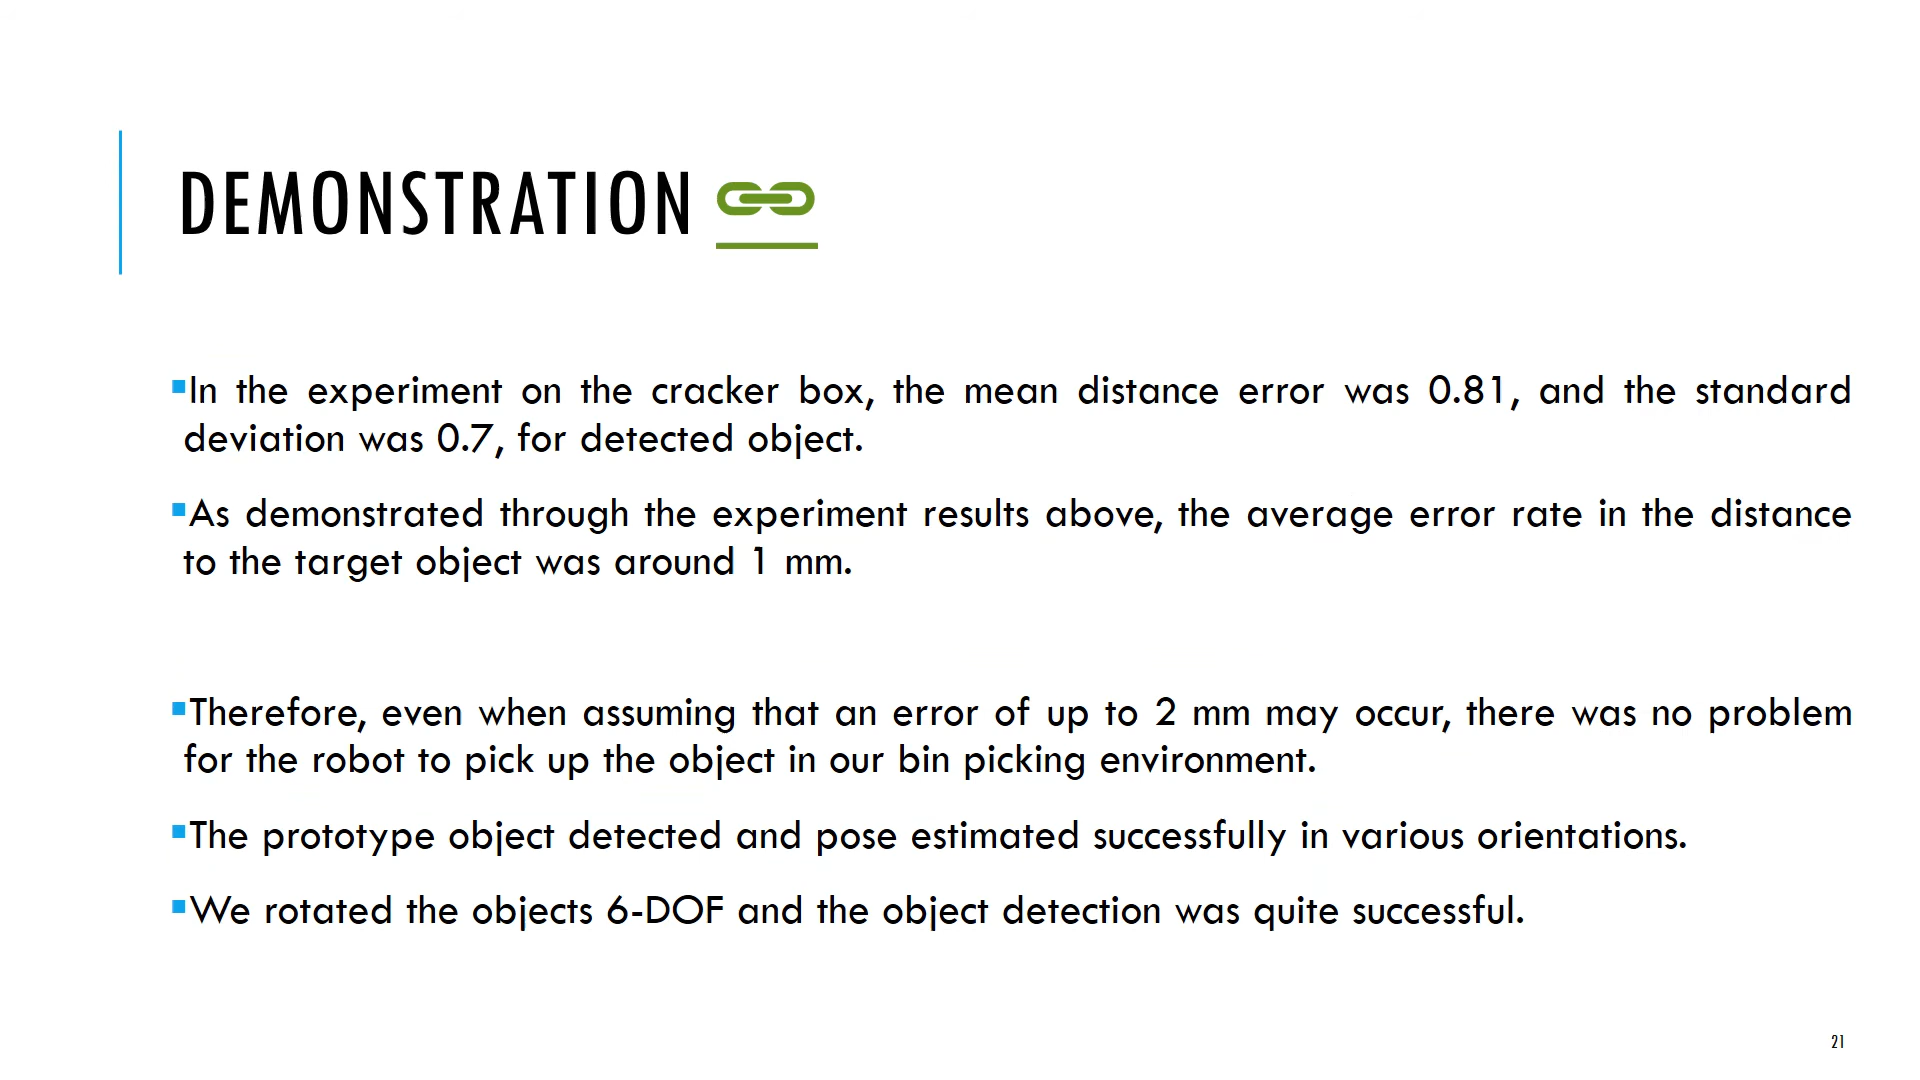 DEMONSTRATION
▪In the experiment on the cracker box, the mean distance error was 0.81, and the standard
deviation was 0.7, for detected object.
▪As demonstrated through the experiment results above, the average error rate in the distance
to the target object was around 1 mm.
▪Therefore, even when assuming that an error of up to 2 mm may occur, there was no problem
for the robot to pick up the object in our bin picking environment.
▪The prototype object detected and pose estimated successfully in various orientations.
▪We rotated the objects 6-DOF and the object detection was quite successful.
21